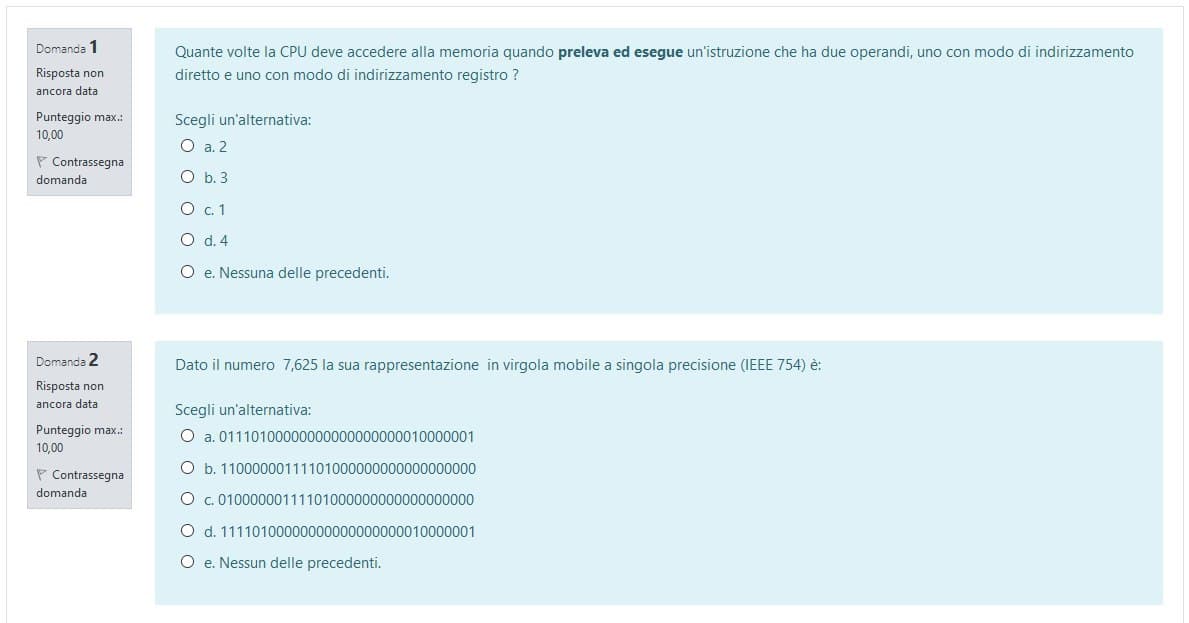 Domanda 1
Risposta non
ancora data
Punteggio max.:
10,00
Contrassegna
domanda
Quante volte la CPU deve accedere alla memoria quando preleva ed esegue un'istruzione che ha due operandi, uno con modo di indirizzamento
diretto e uno con modo di indirizzamento registro ?
Scegli un'alternativa:
a. 2
b. 3
c. 1
d. 4
e. Nessuna delle precedenti.
Domanda 2
Risposta non
ancora data
Punteggio max.:
10,00
Contrassegna
domanda
Dato il numero 7,625 la sua rappresentazione in virgola mobile a singola precisione (IEEE 754) è:
Scegli un'alternativa:
a. 01110100000000000000000010000001
b. 11000000111101000000000000000000
c. 01000000111101000000000000000000
d. 11110100000000000000000010000001
e. Nessun delle precedenti.